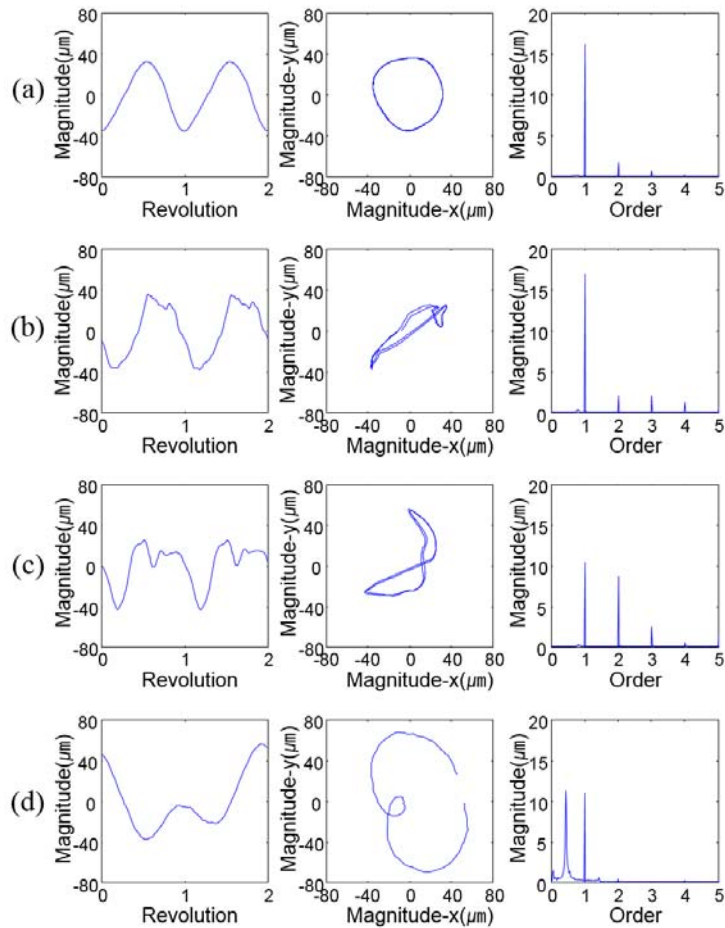 (a)
Magnitude(㎛)
80
40
0
-40
-80
0 1 2
Revolution
Magnitude-y(㎛)
80
40
0
-40
-80
-80 -40 0 40 80
Magnitude-x(㎛)
Magnitude(㎛)
20
15
10
5
0
0 1 2 3 4 5
Order
(b)
Magnitude(㎛)
80
40
0
-40
-80
0 1 2
Revolution
Magnitude-y(㎛)
80
40
0
-40
-80
-80 -40 0 40 80
Magnitude-x(㎛)
Magnitude(㎛)
20
15
10
5
0
0 1 2 3 4 5
Order
(c)
Magnitude(㎛)
80
40
0
-40
-80
0 1 2
Revolution
Magnitude-y(㎛)
80
40
0
-40
-80
-80 -40 0 40 80
Magnitude-x(㎛)
Magnitude(㎛)
20
15
10
5
0
0 1 2 3 4 5
Order
(d)
Magnitude(㎛)
80
40
0
-40
-80
0 1 2
Revolution
Magnitude-y(㎛)
80
40
0
-40
-80
-80 -40 0 40 80
Magnitude-x(㎛)
Magnitude(㎛)
20
15
10
5
0
0 1 2 3 4 5
Order